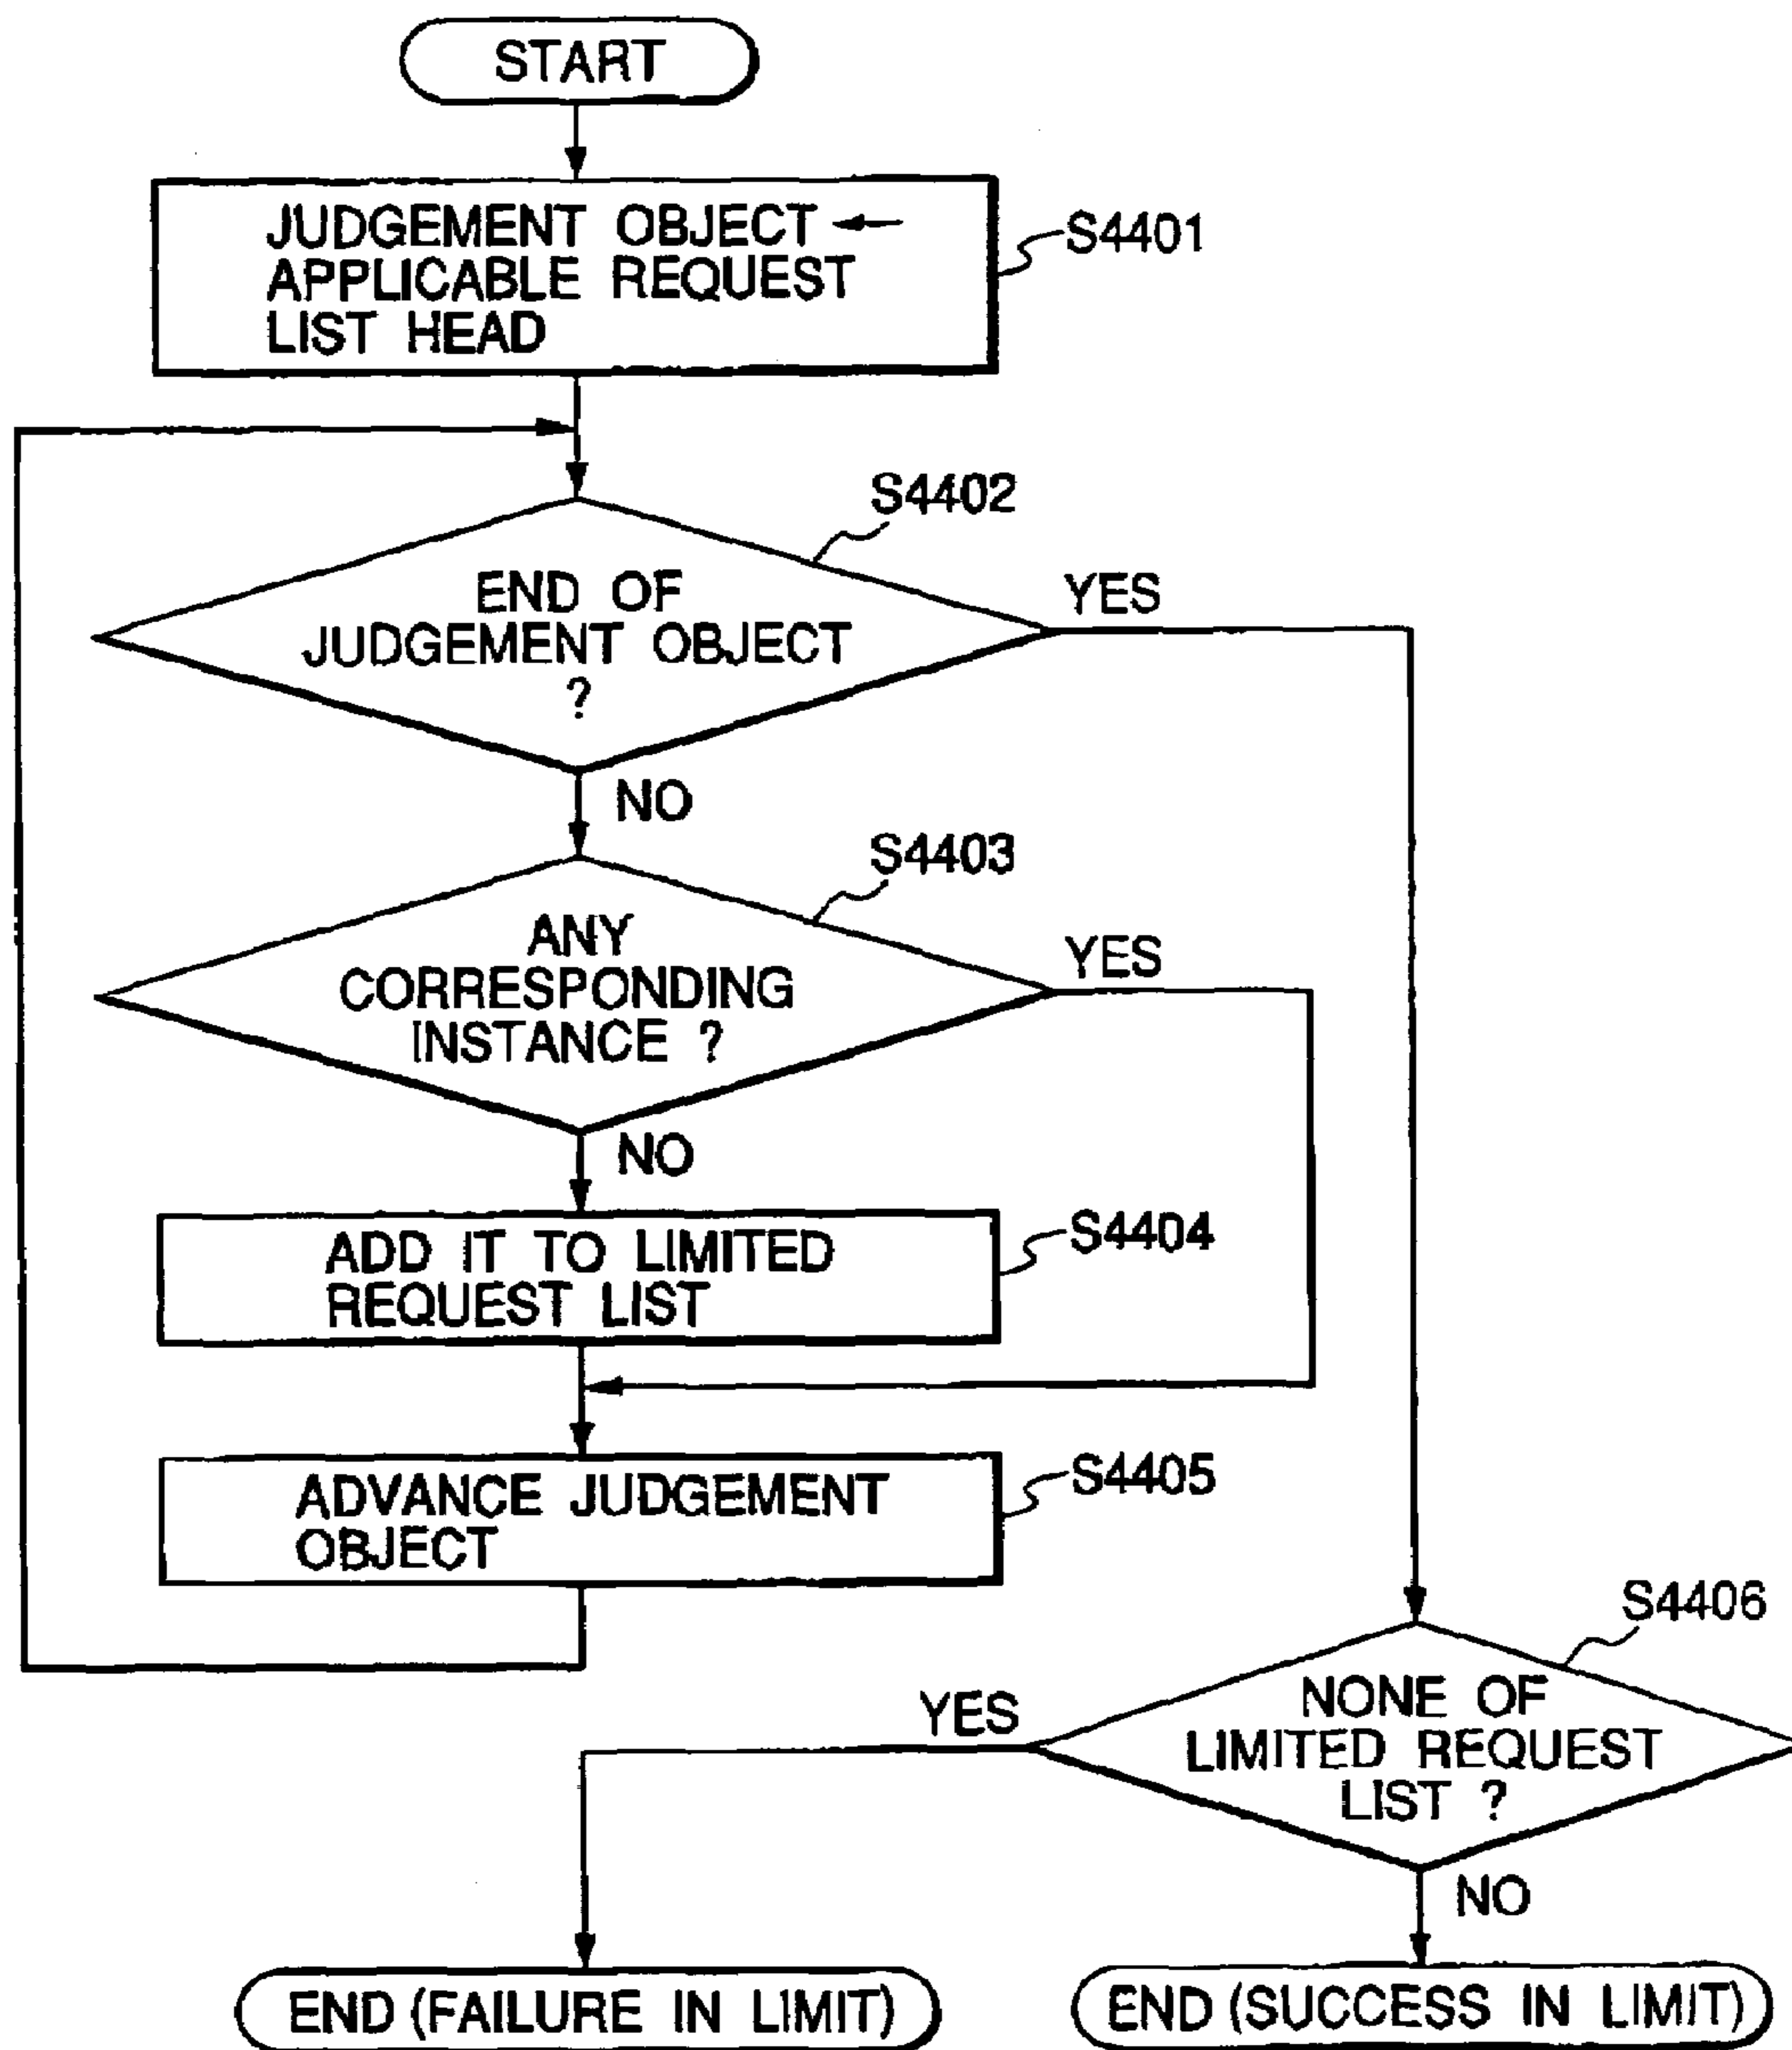 START
JUDGEMENT OBJECT ←
APPLICABLE REQUEST
LIST HEAD
S4401
S4402
END OF
JUDGEMENT OBJECT
?
YES
NO
S4403
ANY
CORRESPONDING
INSTANCE ?
YES
NO
ADD IT TO LIMITED
REQUEST LIST
S4404
ADVANCE JUDGEMENT
OBJECT
S4405
S4406
NONE OF
LIMITED REQUEST
LIST ?
YES
NO
END (FAILURE IN LIMIT)
END (SUCCESS IN LIMIT)